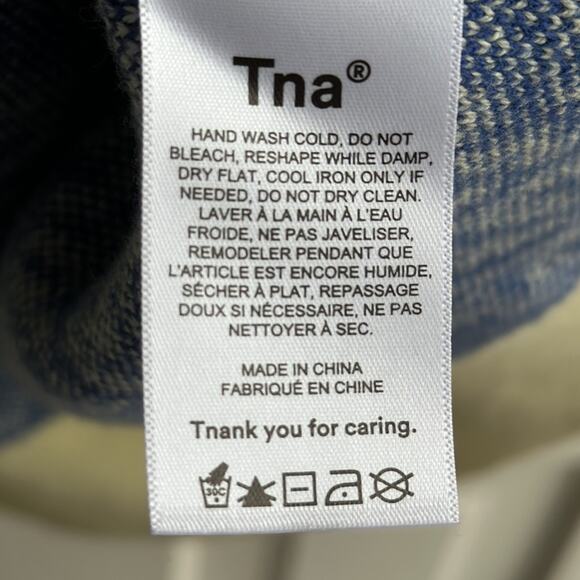 Tna®
HAND WASH COLD, DO NOT
BLEACH, RESHAPE WHILE DAMP,
DRY FLAT, COOL IRON ONLY IF
NEEDED, DO NOT DRY CLEAN.
LAVER À LA MAIN À L'EAU
FROIDE, NE PAS JAVELISER,
REMODELER PENDANT QUE
L'ARTICLE EST ENCORE HUMIDE,
SÉCHER À PLAT, REPASSAGE
DOUX SI NÉCESSAIRE, NE PAS
NETTOYER À SEC.
MADE IN CHINA
FABRIQUÉ EN CHINE
Tnank you for caring.
30C